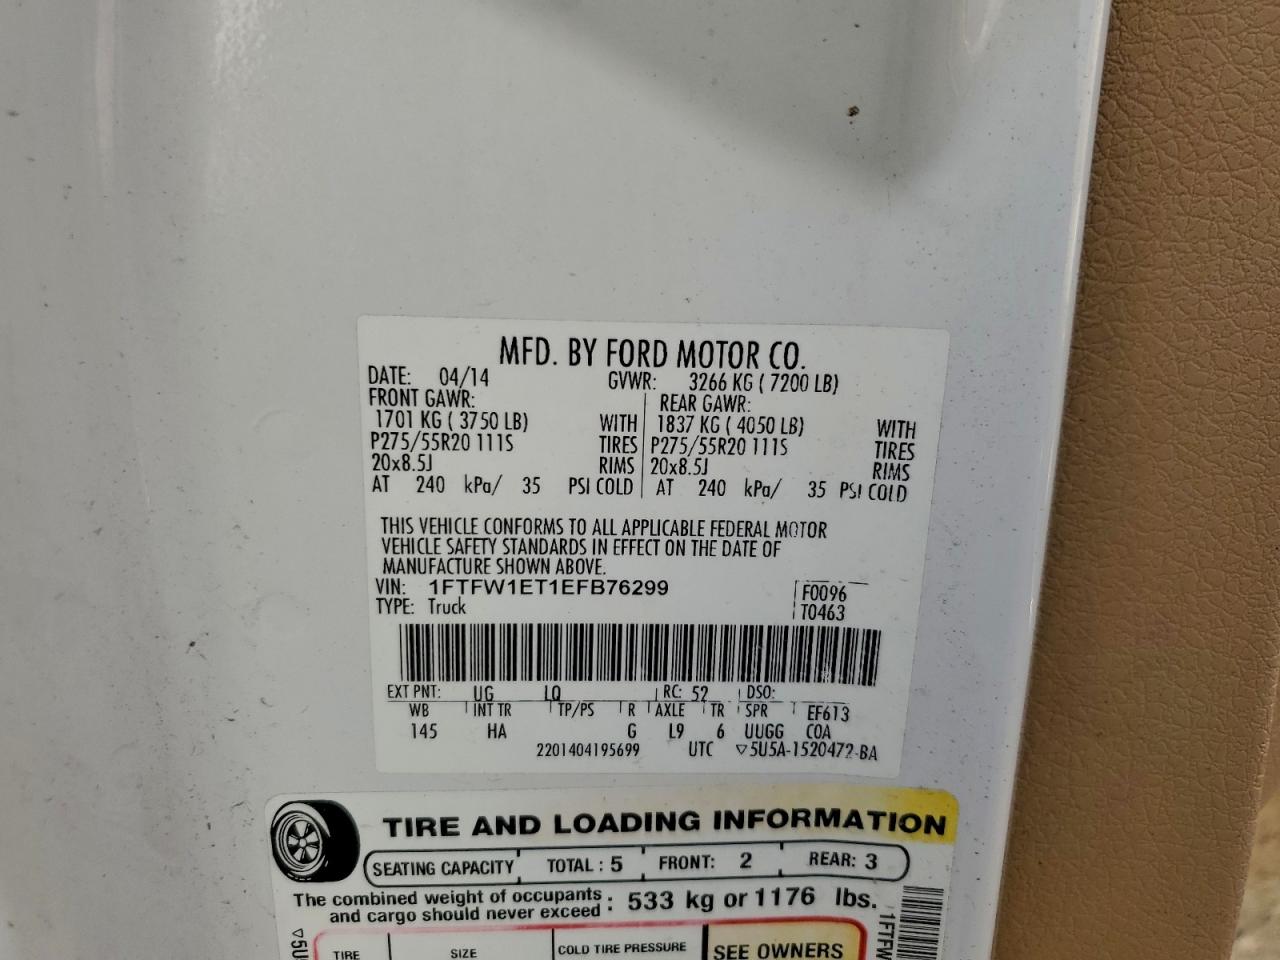 MFD. BY FORD MOTOR CO.
DATE: 04/14 GVWR: 3266 KG ( 7200 LB)
FRONT GAWR: REAR GAWR:
1701 KG ( 3750 LB) WITH 1837 KG ( 4050 LB) WITH
P275/55R20 111S TIRES P275/55R20 111S TIRES
20x8.5J RIMS 20x8.5J RIMS
AT 240 kPa/ 35 PSI COLD AT 240 kPa/ 35 PSI COLD
THIS VEHICLE CONFORMS TO ALL APPLICABLE FEDERAL MOTOR
VEHICLE SAFETY STANDARDS IN EFFECT ON THE DATE OF
MANUFACTURE SHOWN ABOVE.
VIN: 1FTFW1ET1EFB76299 F0096
TYPE: Truck T0463
EXT PNT: UG LQ RC: 52 DSO:
WB INT TR TP/PS R AXLE TR SPR EF613
145 HA G L9 6 UUGG COA
2201404195699 UTC ▽5U5A-1520472-BA
TIRE AND LOADING INFORMATION
SEATING CAPACITY TOTAL : 5 FRONT: 2 REAR: 3
The combined weight of occupants
and cargo should never exceed : 533 kg or 1176 lbs.
TIRE SIZE COLD TIRE PRESSURE SEE OWNERS
▽5U
1FTFW